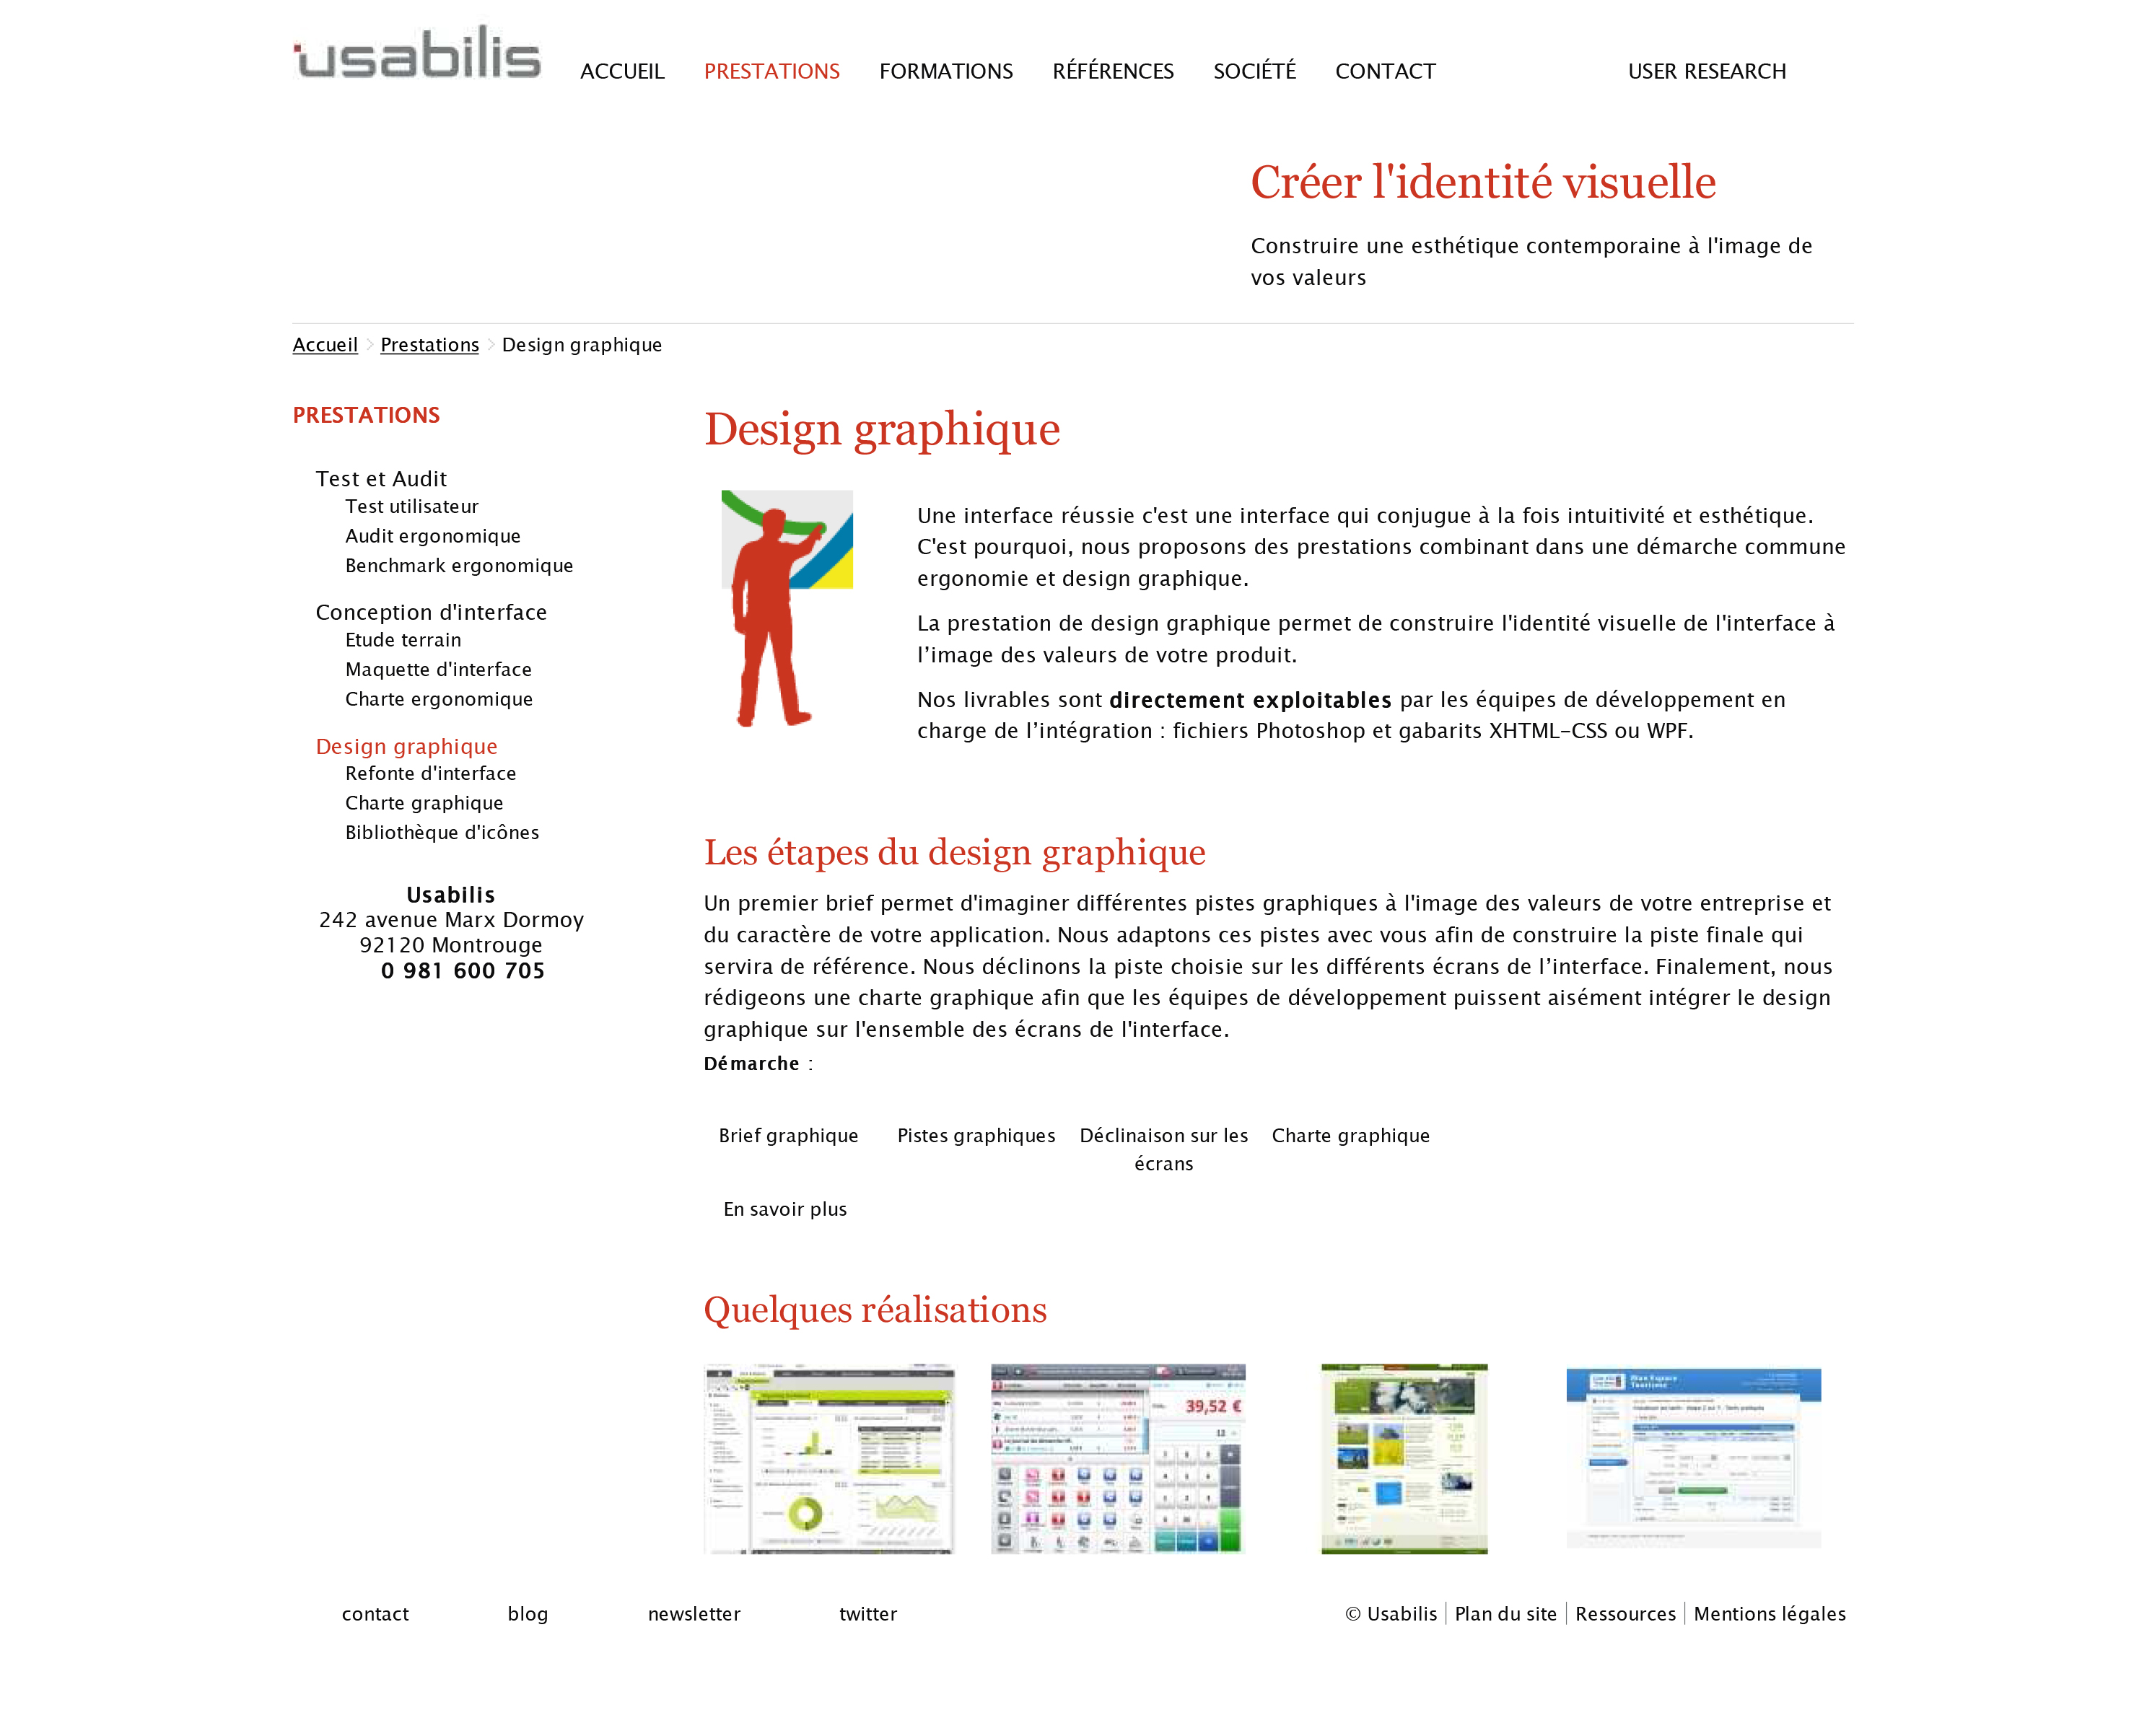 usabilis
ACCUEIL PRESTATIONS FORMATIONS RÉFÉRENCES SOCIÉTÉ CONTACT USER RESEARCH
Créer l'identité visuelle
Construire une esthétique contemporaine à l'image de
vos valeurs
Accueil > Prestations > Design graphique
PRESTATIONS
Test et Audit
Test utilisateur
Audit ergonomique
Benchmark ergonomique
Conception d'interface
Etude terrain
Maquette d'interface
Charte ergonomique
Design graphique
Refonte d'interface
Charte graphique
Bibliothèque d'icônes
Usabilis
242 avenue Marx Dormoy
92120 Montrouge
0 981 600 705
Design graphique
Une interface réussie c'est une interface qui conjugue à la fois intuitivité et esthétique.
C'est pourquoi, nous proposons des prestations combinant dans une démarche commune
ergonomie et design graphique.
La prestation de design graphique permet de construire l'identité visuelle de l'interface à
l’image des valeurs de votre produit.
Nos livrables sont directement exploitables par les équipes de développement en
charge de l’intégration : fichiers Photoshop et gabarits XHTML-CSS ou WPF.
Les étapes du design graphique
Un premier brief permet d'imaginer différentes pistes graphiques à l'image des valeurs de votre entreprise et
du caractère de votre application. Nous adaptons ces pistes avec vous afin de construire la piste finale qui
servira de référence. Nous déclinons la piste choisie sur les différents écrans de l’interface. Finalement, nous
rédigeons une charte graphique afin que les équipes de développement puissent aisément intégrer le design
graphique sur l'ensemble des écrans de l'interface.
Démarche :
Brief graphique
Pistes graphiques
Déclinaison sur les
écrans
Charte graphique
En savoir plus
Quelques réalisations
39,52 €
12
contact blog newsletter twitter
© Usabilis | Plan du site | Ressources | Mentions légales